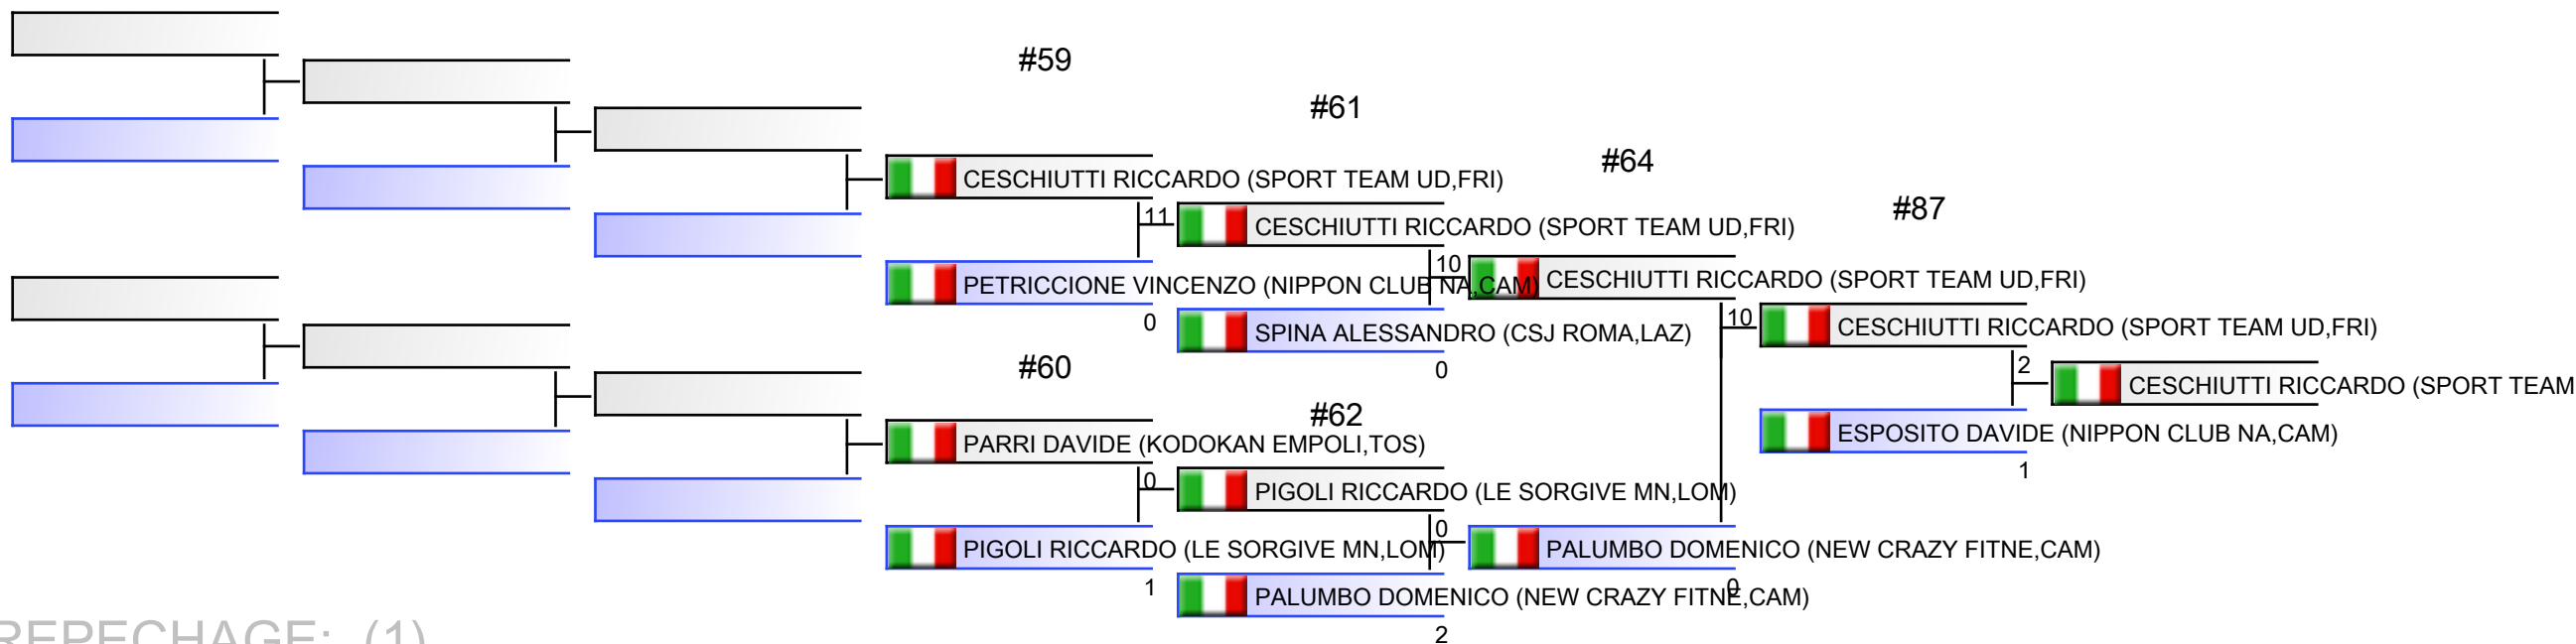 #59
#61
#64
CESCHIUTTI RICCARDO (SPORT TEAM UD,FRI)
#87
11
CESCHIUTTI RICCARDO (SPORT TEAM UD,FRI)
10
CESCHIUTTI RICCARDO (SPORT TEAM UD,FRI)
PETRICCIONE VINCENZO (NIPPON CLUB NA,CAM)
0
SPINA ALESSANDRO (CSJ ROMA,LAZ)
10
CESCHIUTTI RICCARDO (SPORT TEAM UD,FRI)
0
#60
2
CESCHIUTTI RICCARDO (SPORT TEAM
#62
PARRI DAVIDE (KODOKAN EMPOLI,TOS)
ESPOSITO DAVIDE (NIPPON CLUB NA,CAM)
1
0
PIGOLI RICCARDO (LE SORGIVE MN,LOM)
0
PIGOLI RICCARDO (LE SORGIVE MN,LOM)
PALUMBO DOMENICO (NEW CRAZY FITNE,CAM)
1
0
PALUMBO DOMENICO (NEW CRAZY FITNE,CAM)
2
REPECHAGE: (1)